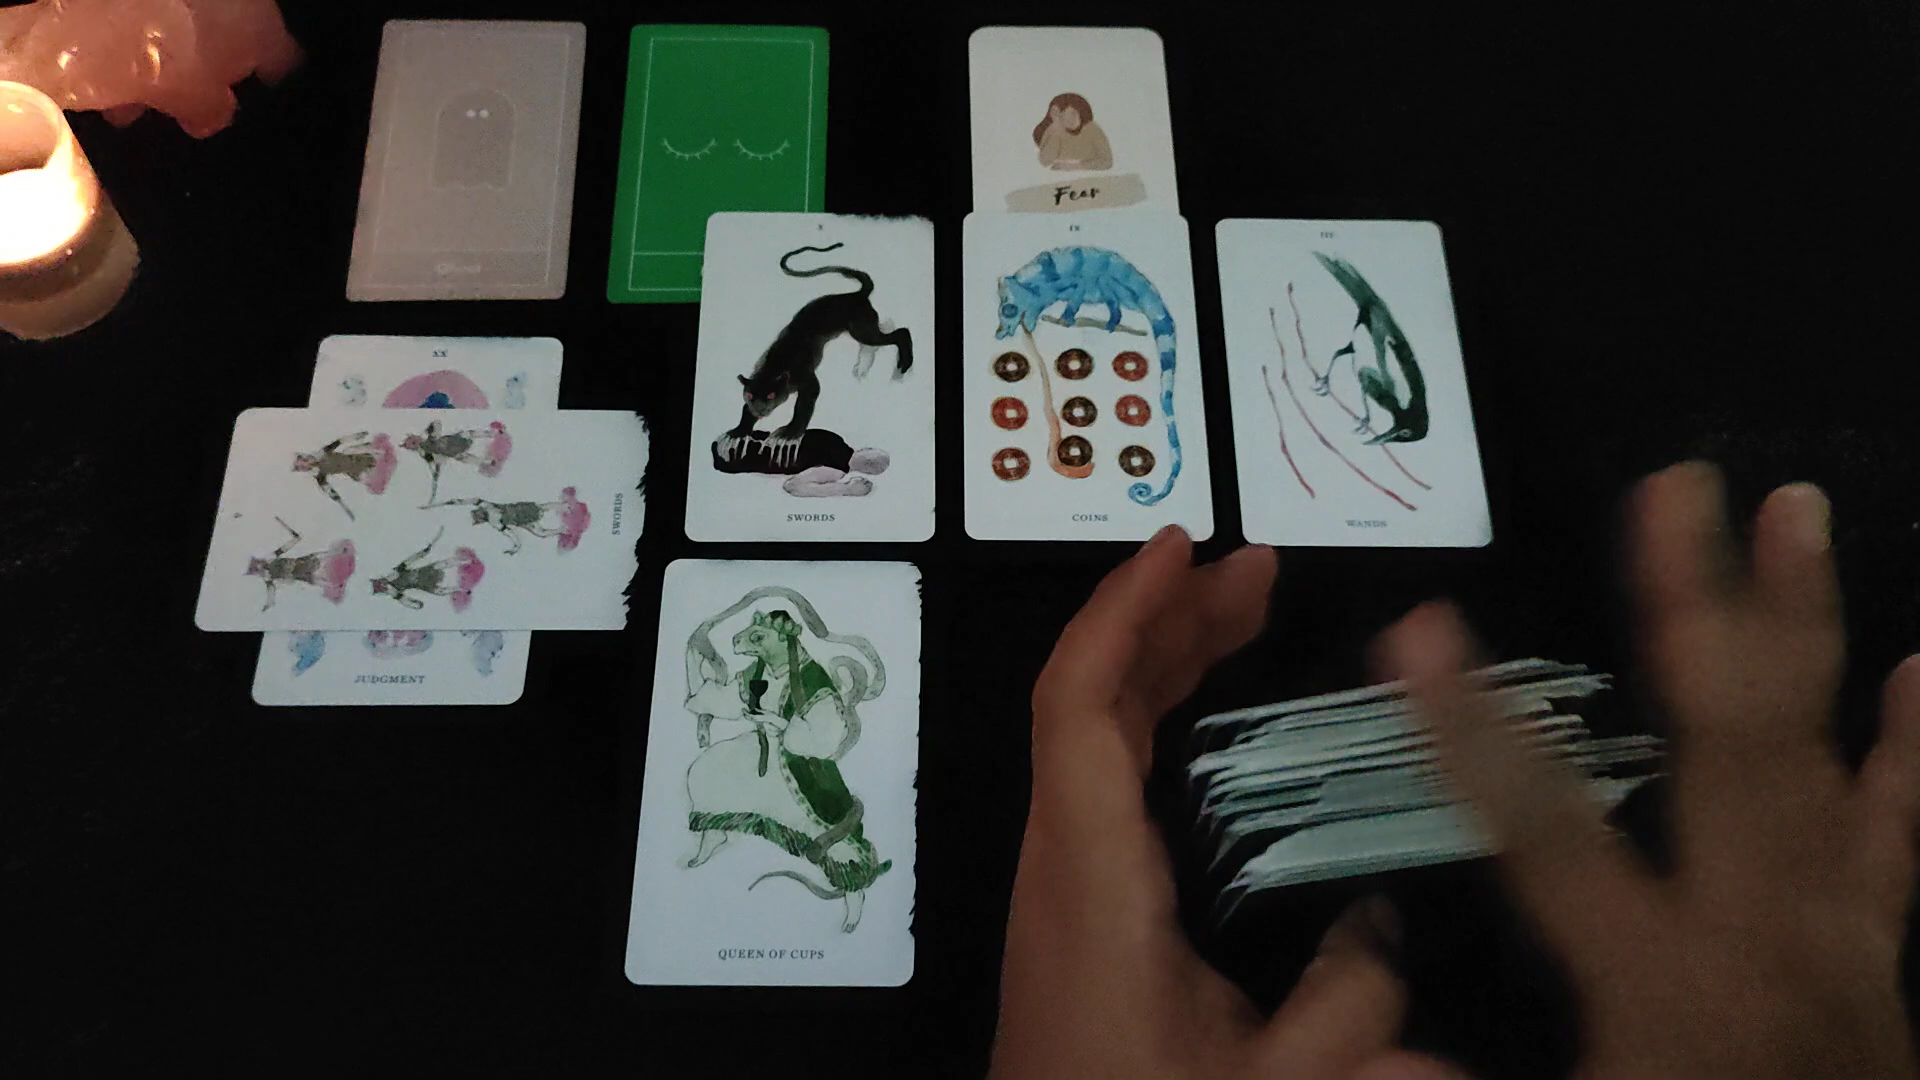 Fear
X
IX
III
XX
SWORDS
COINS
WANDS
SWORDS
JUDGMENT
QUEEN OF CUPS